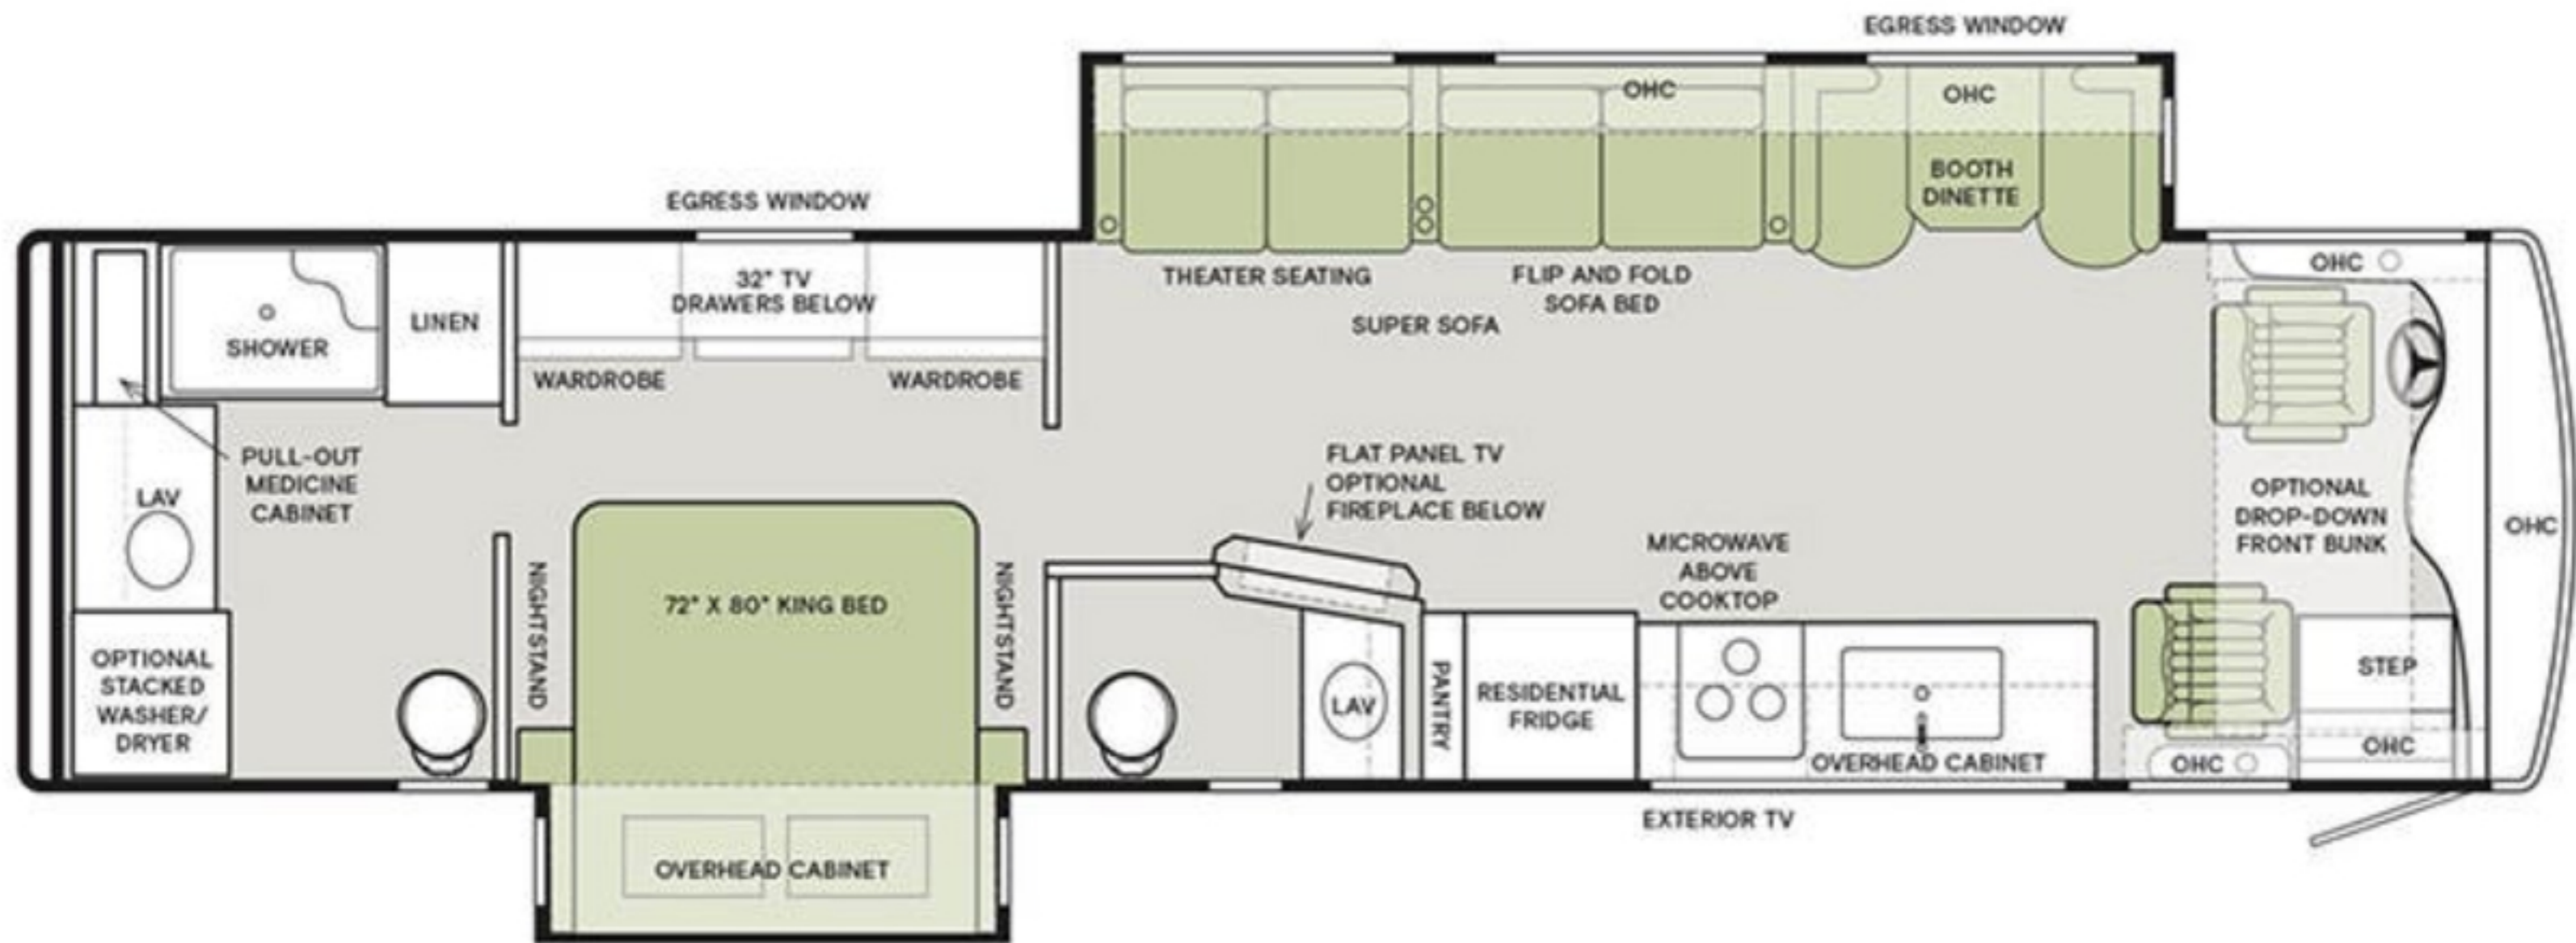 EGRESS WINDOW
OHC
OHC
BOOTH
DINETTE
EGRESS WINDOW
THEATER SEATING
FLIP AND FOLD
SOFA BED
SUPER SOFA
OHC
32" TV
DRAWERS BELOW
SHOWER
LINEN
WARDROBE
WARDROBE
PULL-OUT
MEDICINE
CABINET
LAV
FLAT PANEL TV
OPTIONAL
FIREPLACE BELOW
OPTIONAL
DROP-DOWN
FRONT BUNK
OHC
MICROWAVE
ABOVE
COOKTOP
NIGHTSTAND
72" X 80" KING BED
NIGHTSTAND
OPTIONAL
STACKED
WASHER/
DRYER
LAV
PANTRY
RESIDENTIAL
FRIDGE
STEP
OHC
OVERHEAD CABINET
OHC
EXTERIOR TV
OVERHEAD CABINET